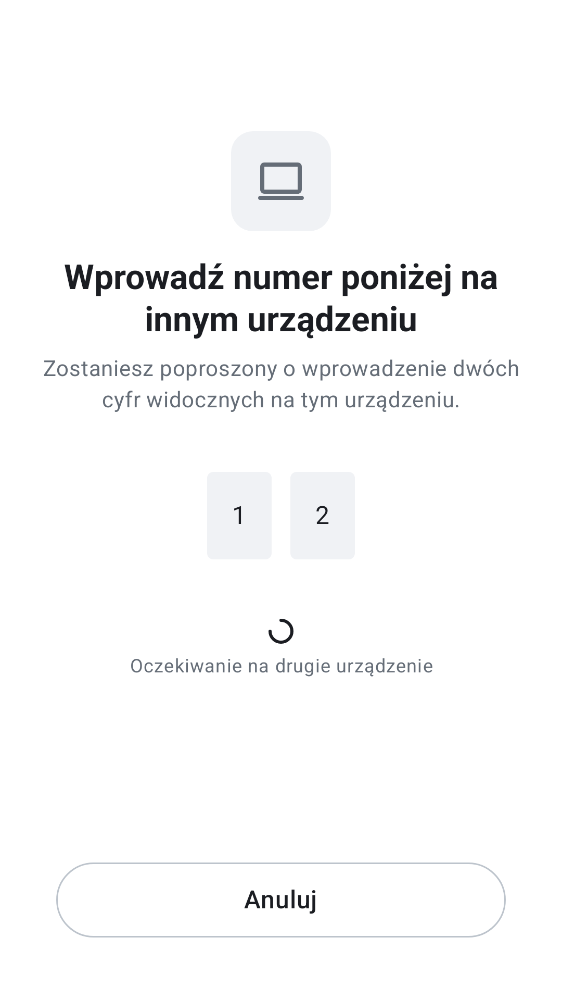 Wprowadź numer poniżej na
innym urządzeniu
Zostaniesz poproszony o wprowadzenie dwóch
cyfr widocznych na tym urządzeniu.
1 2
Oczekiwanie na drugie urządzenie
Anuluj